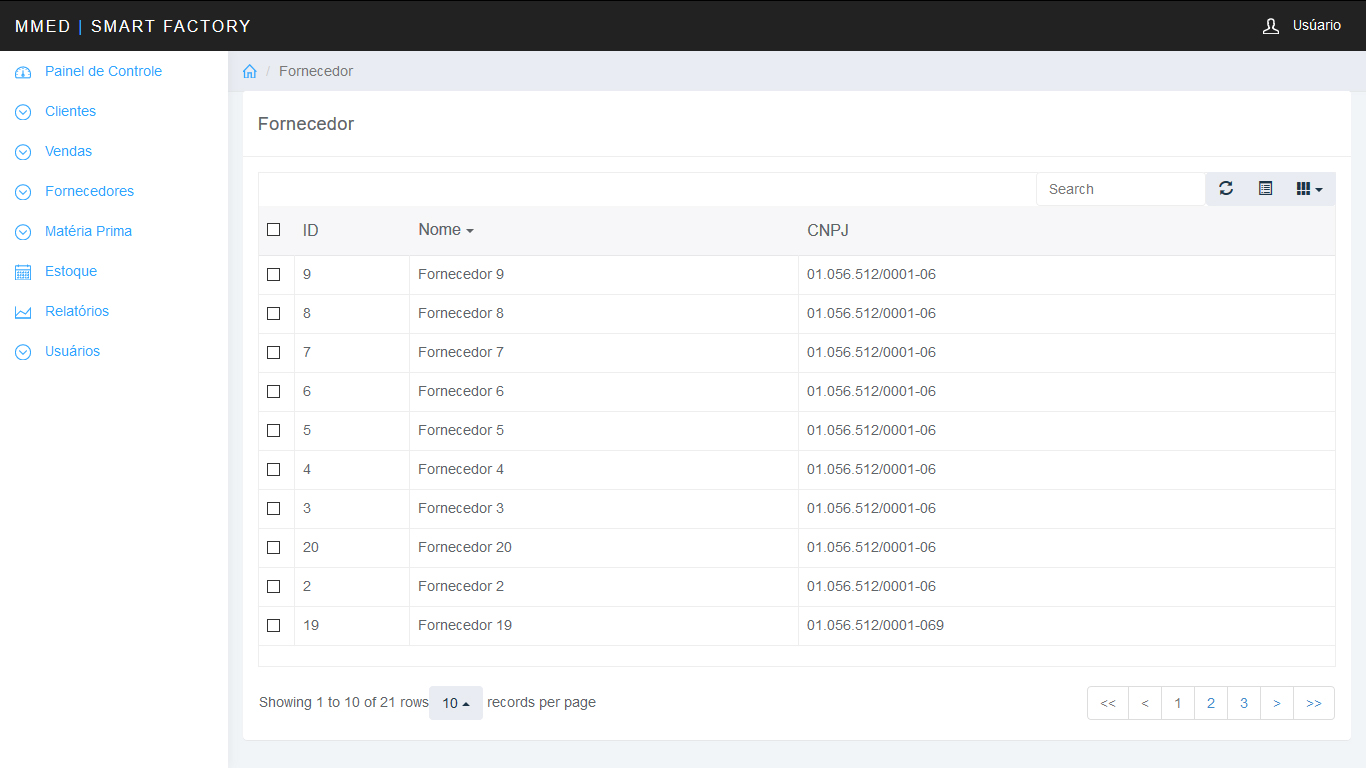 MMED | SMART FACTORY
Usúario
Painel de Controle
Clientes
Vendas
Fornecedores
Matéria Prima
Estoque
Relatórios
Usuários
/ Fornecedor
Fornecedor
Search
ID Nome CNPJ
9 Fornecedor 9 01.056.512/0001-06
8 Fornecedor 8 01.056.512/0001-06
7 Fornecedor 7 01.056.512/0001-06
6 Fornecedor 6 01.056.512/0001-06
5 Fornecedor 5 01.056.512/0001-06
4 Fornecedor 4 01.056.512/0001-06
3 Fornecedor 3 01.056.512/0001-06
20 Fornecedor 20 01.056.512/0001-06
2 Fornecedor 2 01.056.512/0001-06
19 Fornecedor 19 01.056.512/0001-069
Showing 1 to 10 of 21 rows 10 records per page
<< < 1 2 3 > >>